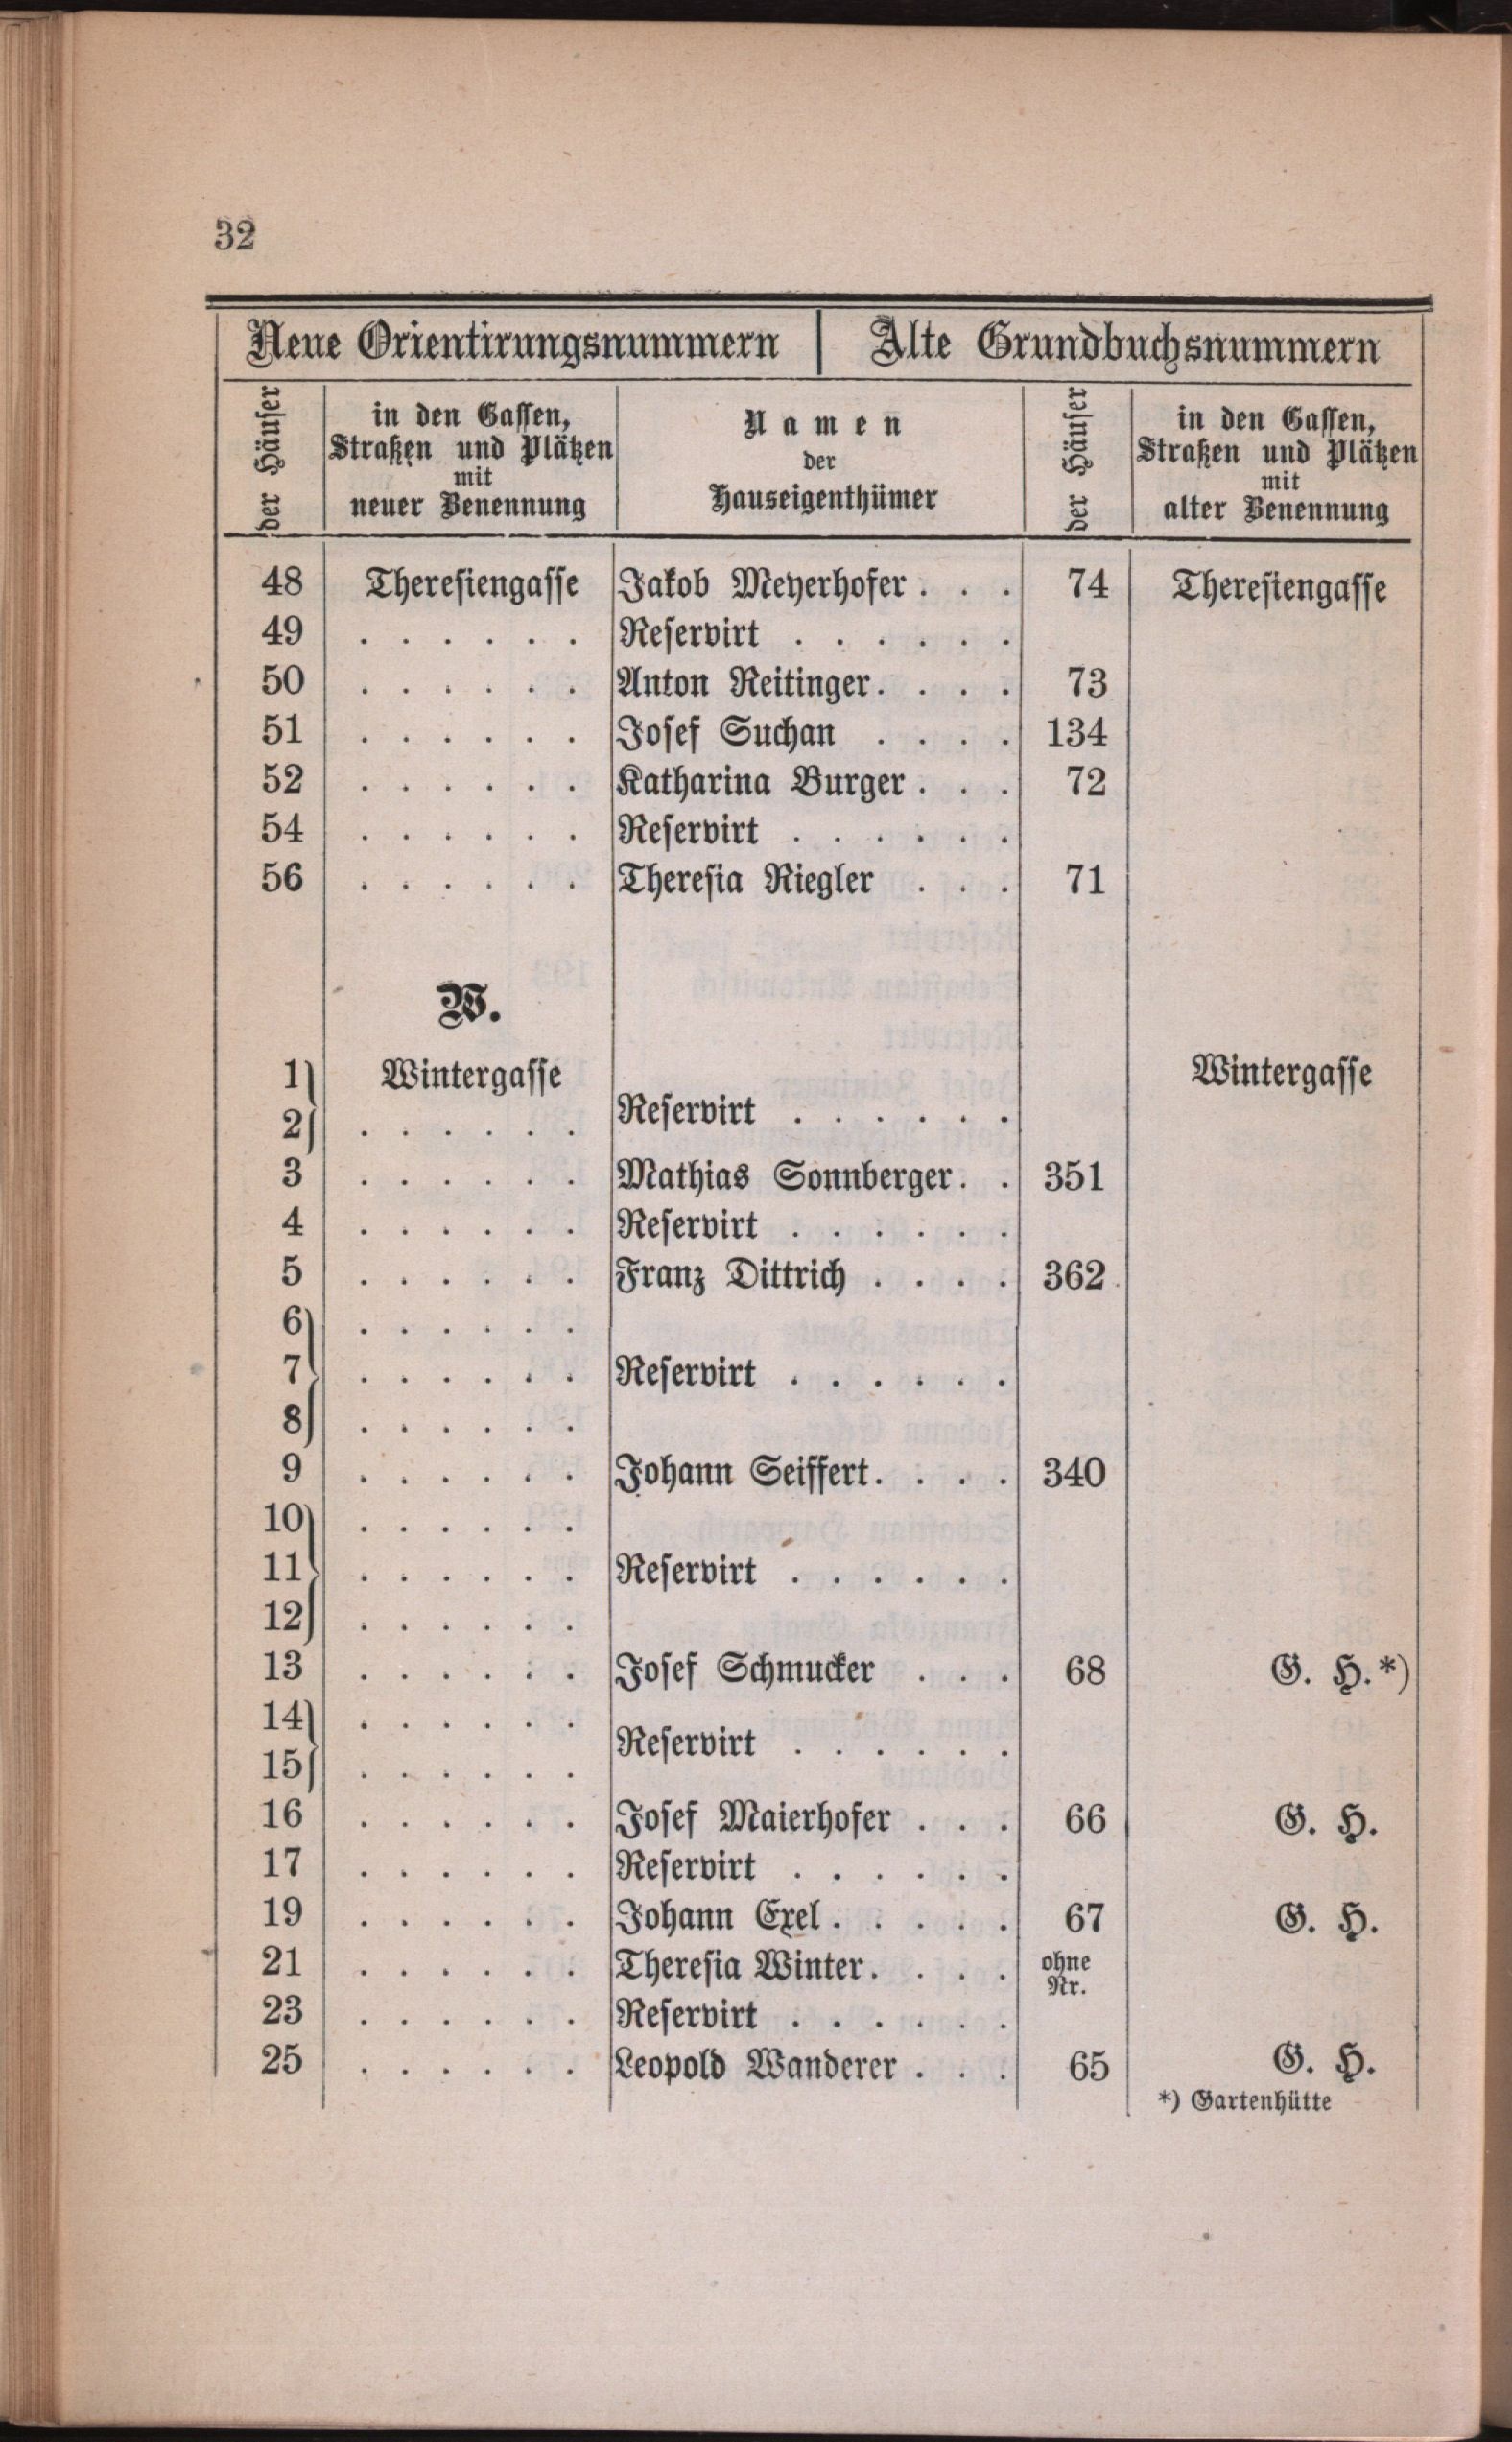 32
Neue Orientirungsnummern Alte Grundbuchsnummern
der Häuser
in den Gassen,
Straßen und Plätzen
mit
neuer Benennung
Namen
der
Hauseigenthümer
der Häuser
in den Gassen,
Straßen und Plätzen
mit
alter Benennung
48 Theresiengasse Jakob Meyerhofer . . . 74 Theresiengasse
49 . . . . . . Reservirt . . . . . .
50 . . . . . . Anton Reitinger. . . . 73
51 . . . . . . Josef Suchan . . . . 134
52 . . . . . . Katharina Burger . . . 72
54 . . . . . . Reservirt . . . . . .
56 . . . . . . Theresia Riegler . . . 71
W.
1) Wintergasse Wintergasse
Reservirt . . . . . .
2) . . . . . .
3 . . . . . . Mathias Sonnberger. . 351
4 . . . . . . Reservirt . . . . . .
5 . . . . . . Franz Dittrich . . . . 362
6 . . . . . .
7 . . . . . . Reservirt . . . . . .
8 . . . . . .
9 . . . . . . Johann Seiffert. . . . 340
10 . . . . . .
11 . . . . . . Reservirt . . . . . .
12 . . . . . .
13 . . . . . . Josef Schmucker . . . 68 G. H.*)
14 . . . . . .
Reservirt . . . . . .
15 . . . . . .
16 . . . . . . Josef Maierhofer . . . 66 G. H.
17 . . . . . . Reservirt . . . . . .
19 . . . . . . Johann Exel . . . . . 67 G. H.
21 . . . . . . Theresia Winter. . . . ohne
Nr.
23 . . . . . . Reservirt . . . . . .
25 . . . . . . Leopold Wanderer . . . 65 G. H.
*) Gartenhütte